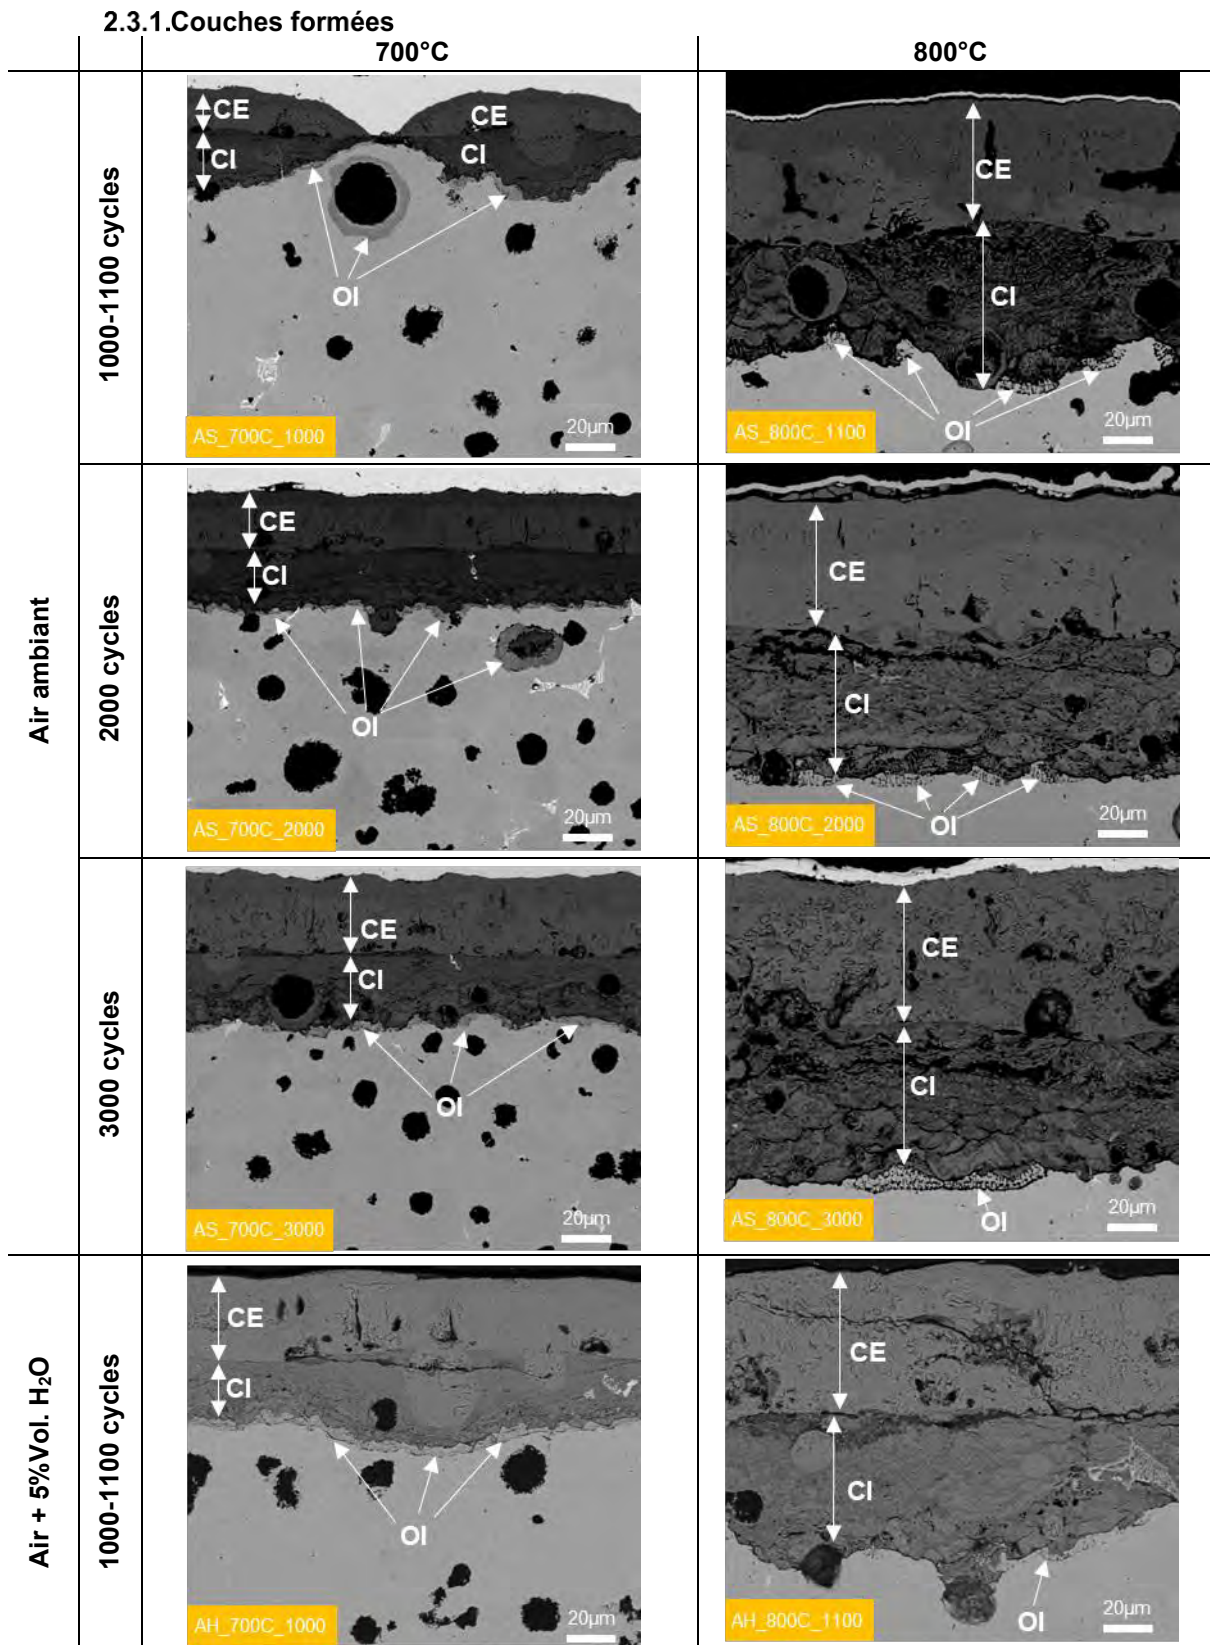 2.3.1.Couches formées
700°C
800°C
Air ambiant
1000-1100 cycles
CE
CI
CE
CI
OI
AS_700C_1000
20µm
CE
CI
OI
AS_800C_1100
20µm
2000 cycles
CE
CI
OI
AS_700C_2000
20µm
CE
CI
OI
AS_800C_2000
20µm
3000 cycles
CE
CI
OI
AS_700C_3000
20µm
CE
CI
OI
AS_800C_3000
20µm
Air + 5%Vol. H₂O
1000-1100 cycles
CE
CI
OI
AH_700C_1000
20µm
CE
CI
OI
AH_800C_1100
20µm